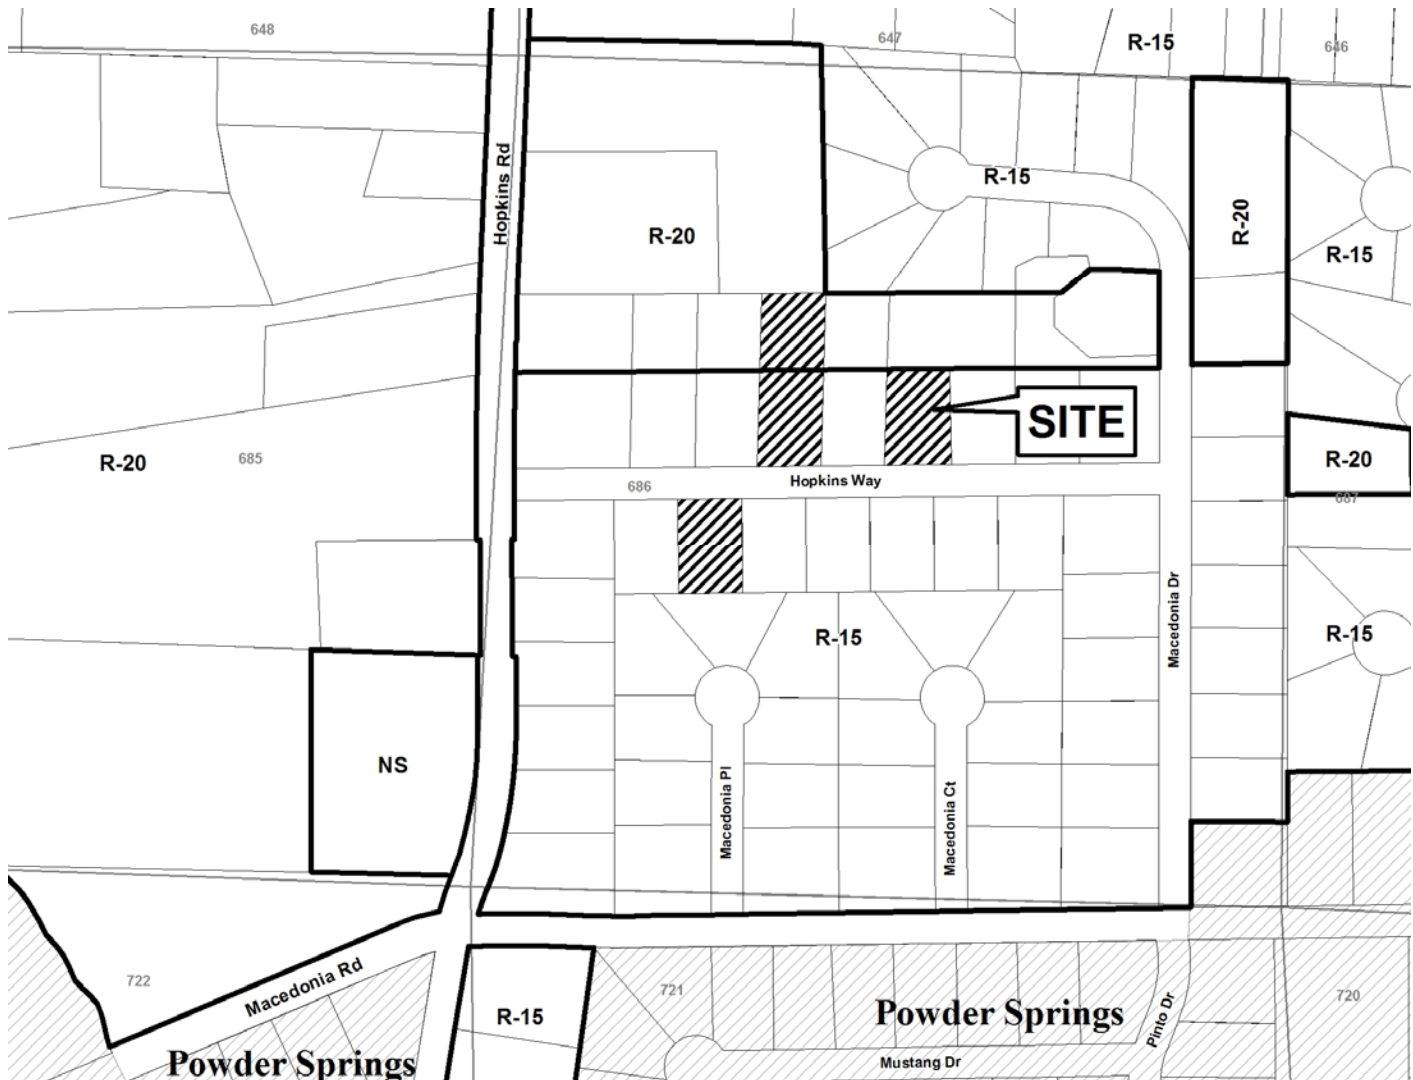 648
647
R-15
646
Hopkins Rd
R-15
R-20
R-20
R-15
SITE
R-20
685
R-20
Hopkins Way
686
687
Macedonia Dr
R-15
R-15
NS
Macedonia Pl
Macedonia Ct
722
Macedonia Rd
721
720
R-15
Powder Springs
Pinto Dr
Powder Springs
Mustang Dr